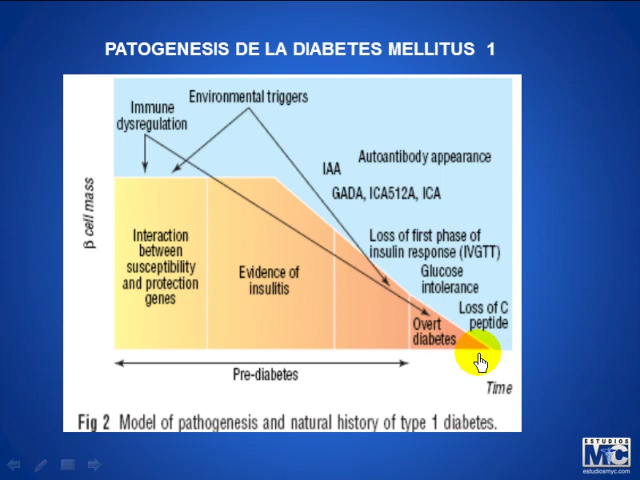 PATOGENESIS DE LA DIABETES MELLITUS 1
Environmental triggers
Immune
dysregulation
Autoantibody appearance
IAA
GADA, ICA512A, ICA
β cell mass
Interaction
between
susceptibility
and protection
genes
Evidence of
insulitis
Loss of first phase of
insulin response (IVGTT)
Glucose
intolerance
Loss of C
peptide
Overt
diabetes
Pre-diabetes
Time
Fig 2 Model of pathogenesis and natural history of type 1 diabetes.
ESTUDIOS
MyC
estudiosmyc.com